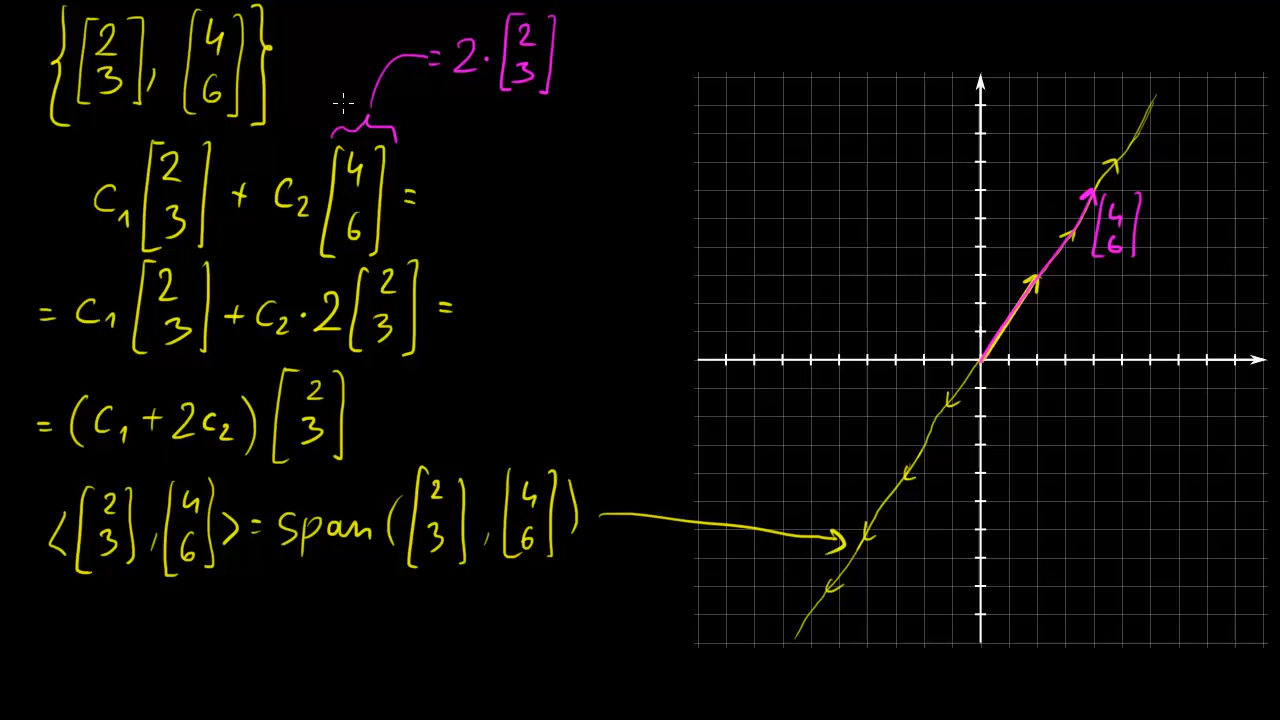 {[2 3], [4 6]}
= 2 · [2 3]
c₁ [2 3] + c₂ [4 6] =
= c₁ [2 3] + c₂ · 2 [2 3] =
= (c₁ + 2c₂) [2 3]
<[2 3], [4 6]> = span([2 3], [4 6])
[4 6]